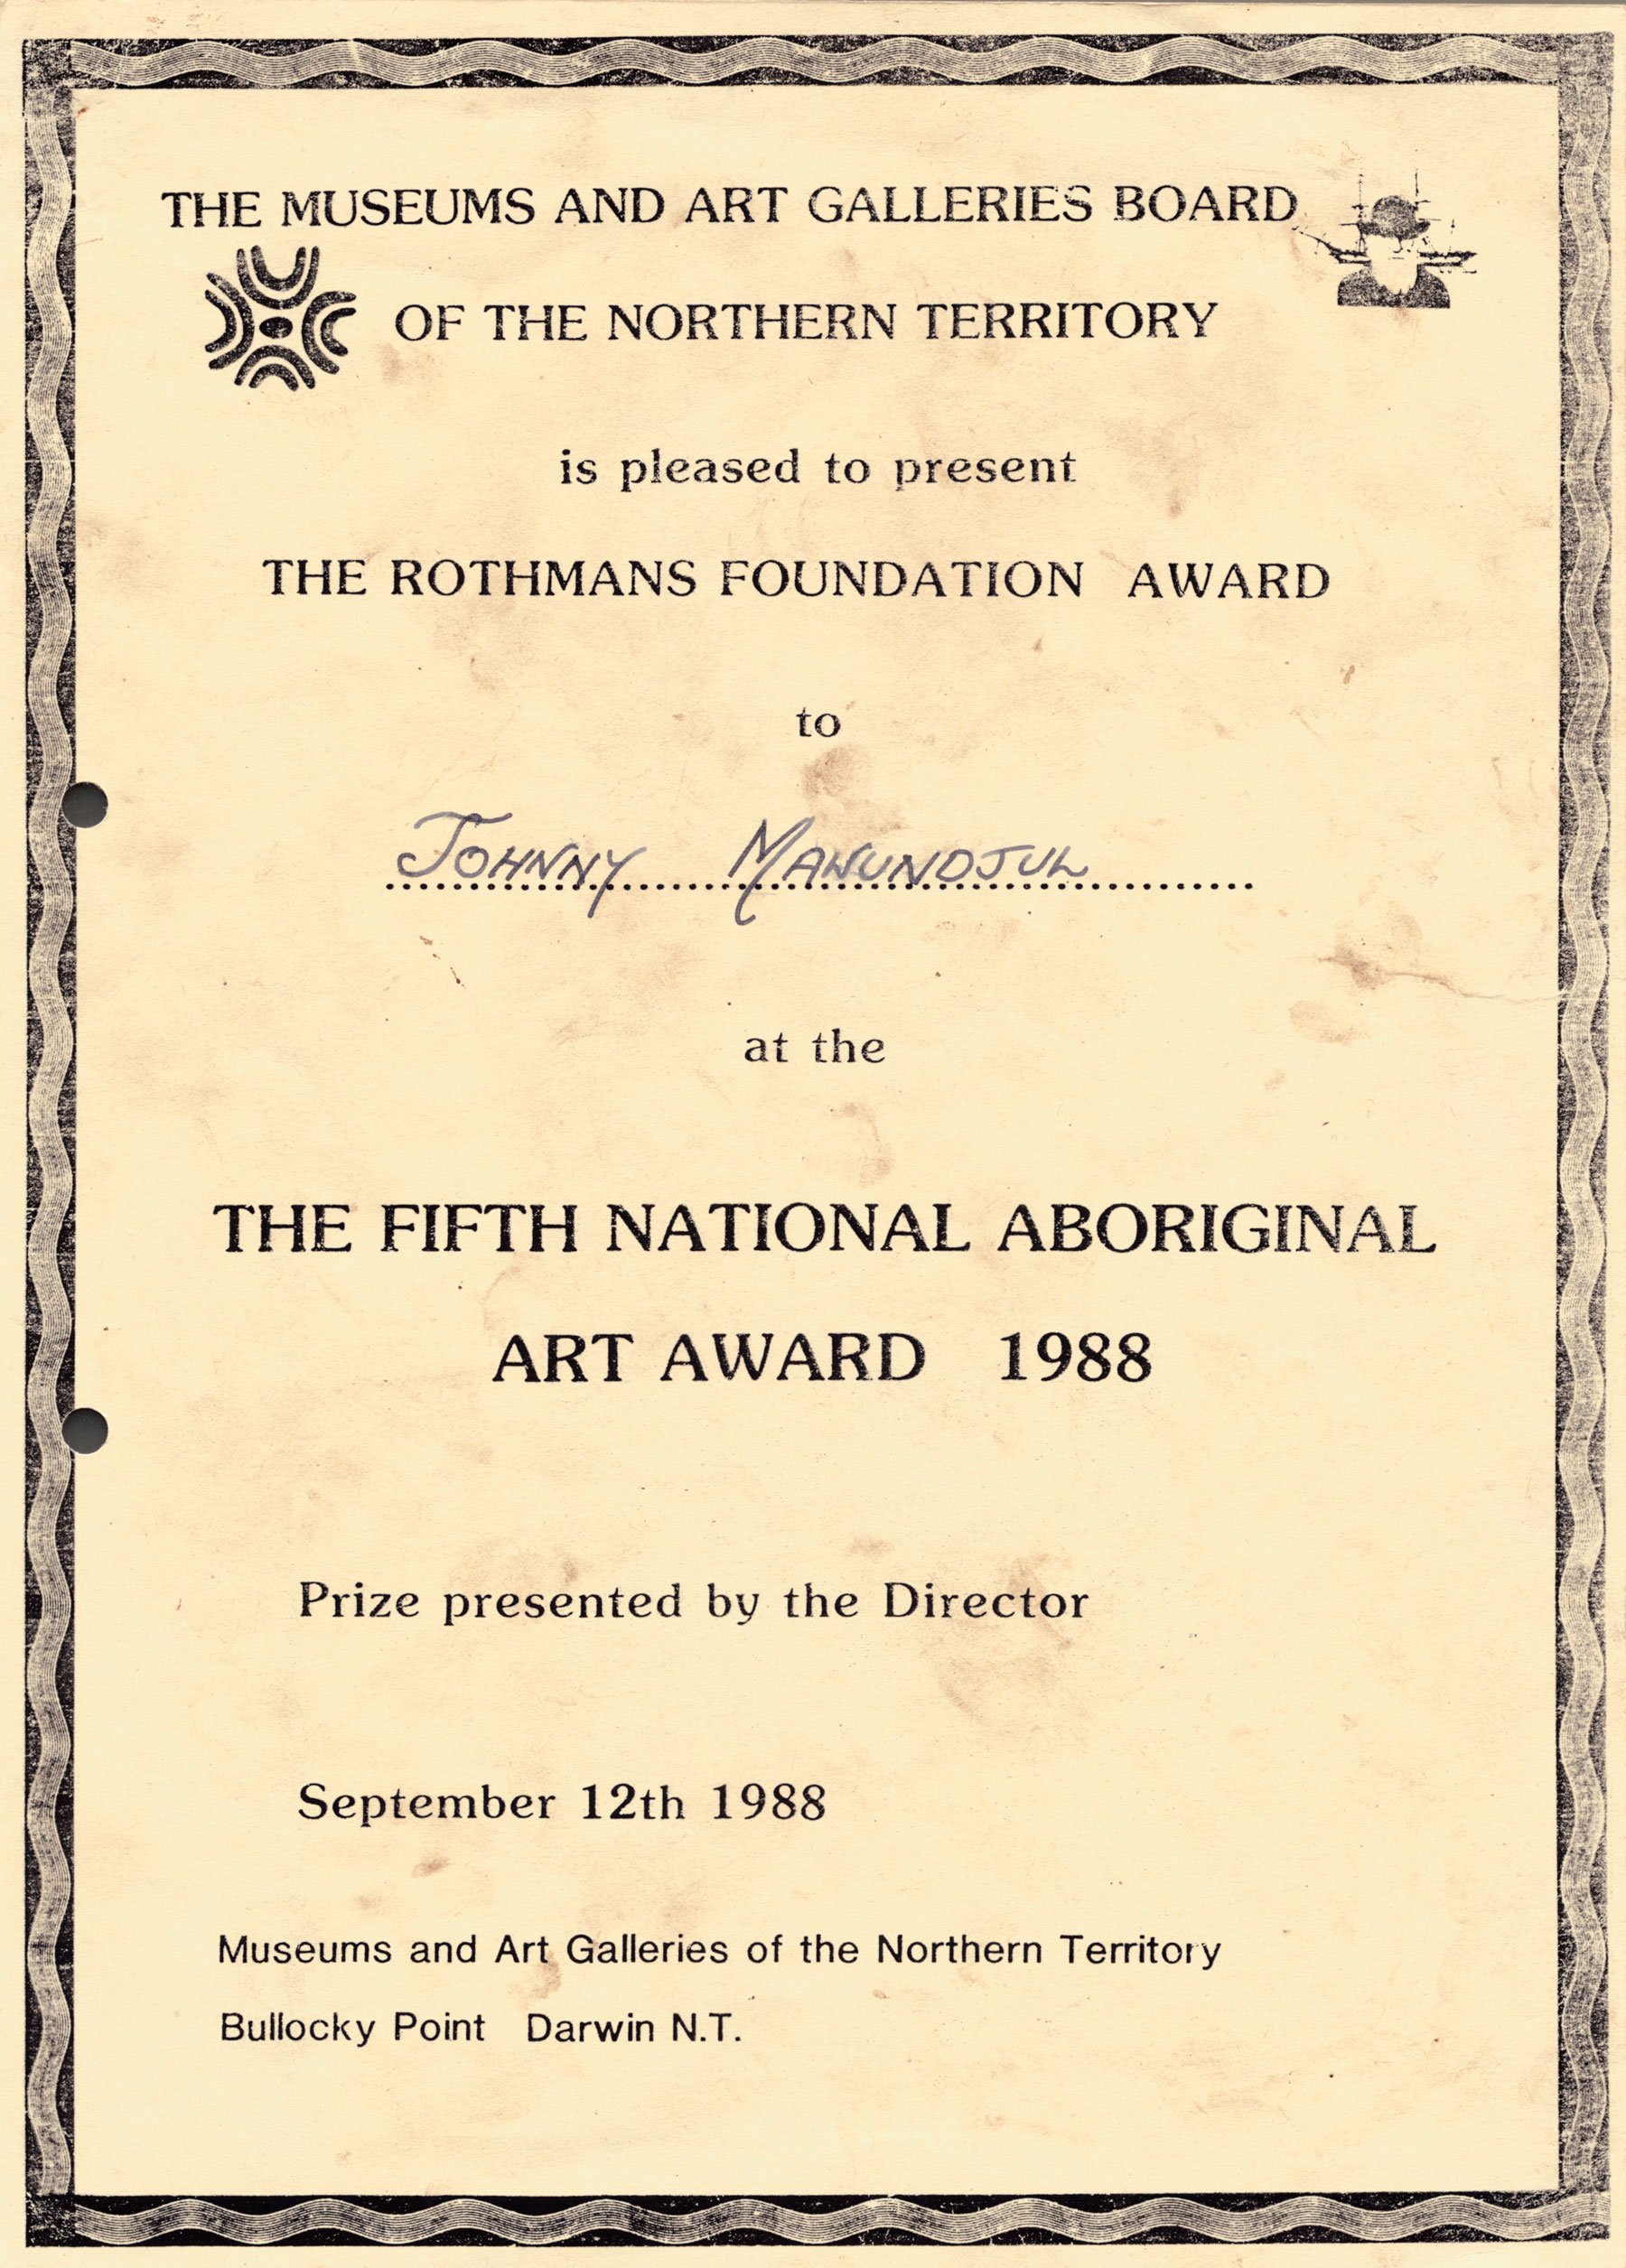 THE MUSEUMS AND ART GALLERIES BOARD
OF THE NORTHERN TERRITORY
is pleased to present
THE ROTHMANS FOUNDATION AWARD
to
JOHNNY MAWUNDJUL
at the
THE FIFTH NATIONAL ABORIGINAL
ART AWARD 1988
Prize presented by the Director
September 12th 1988
Museums and Art Galleries of the Northern Territory
Bullocky Point Darwin N.T.